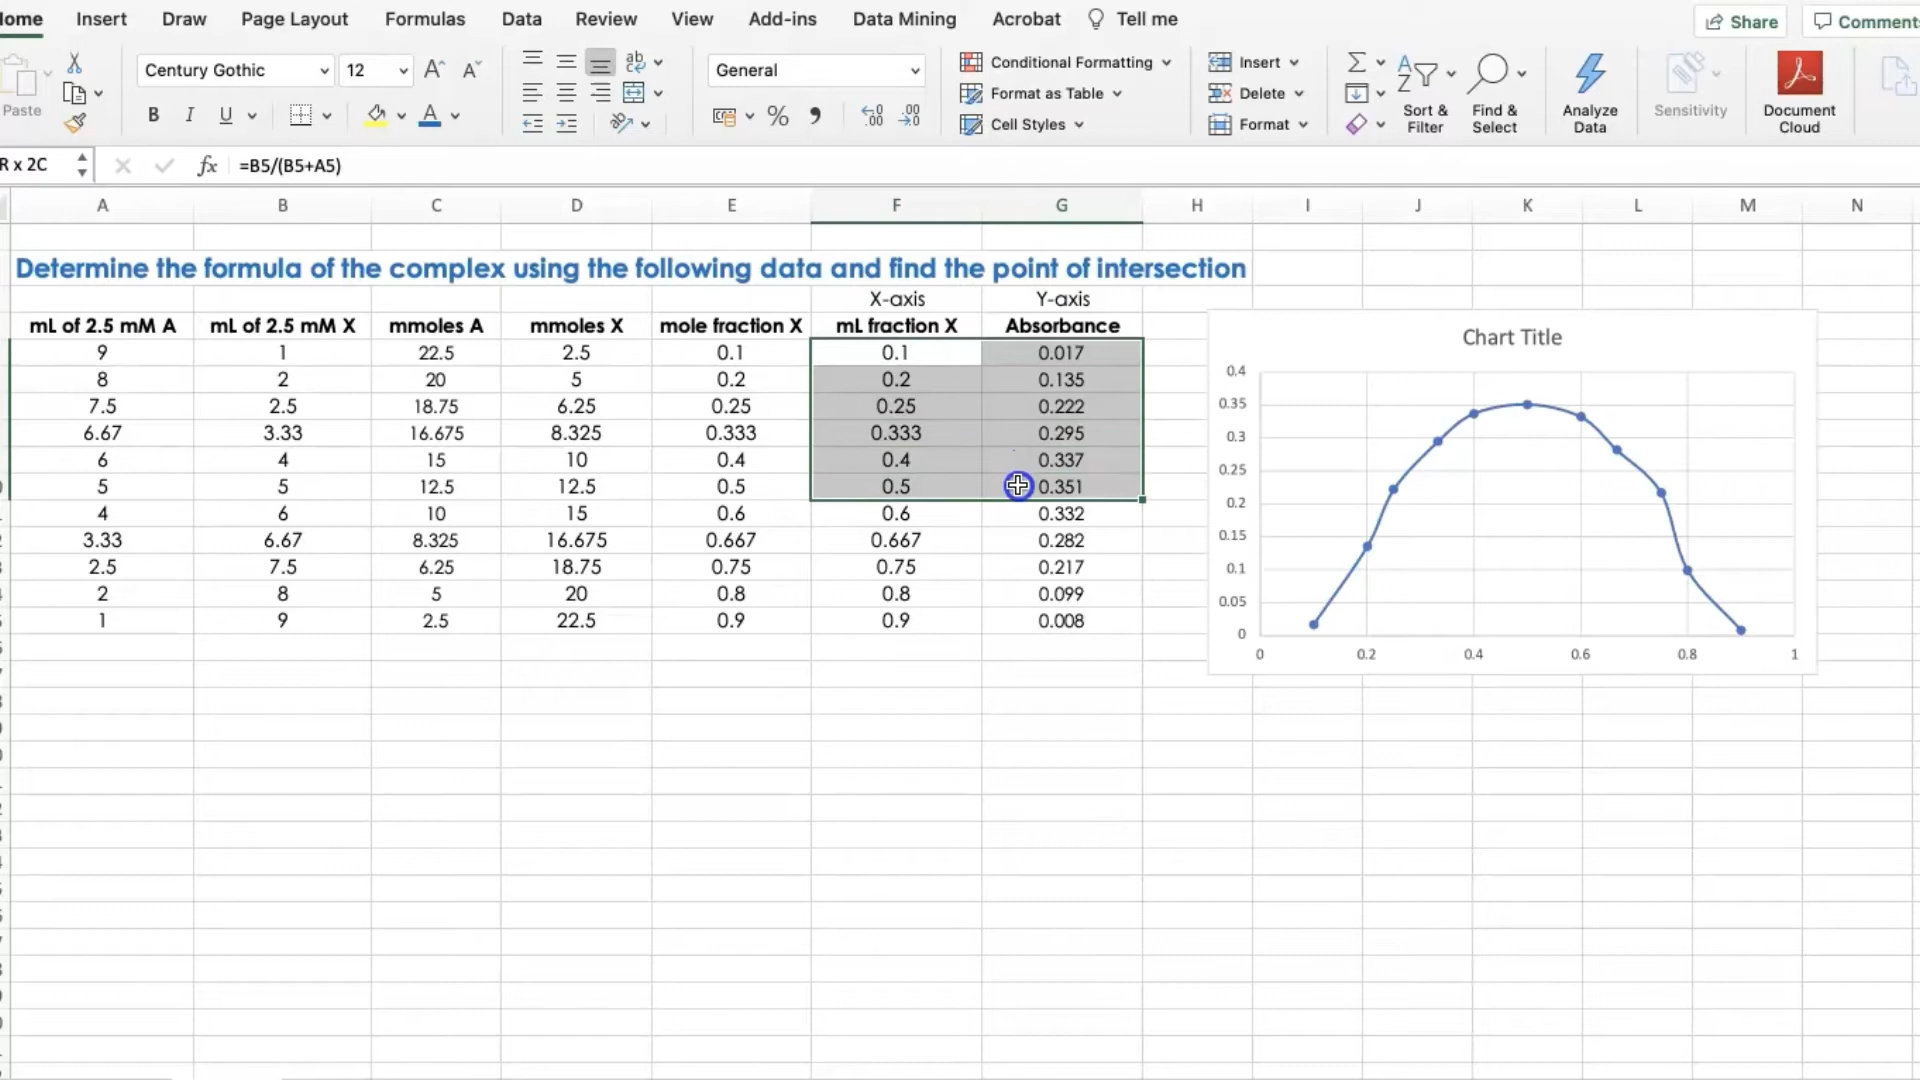 ome Insert Draw Page Layout Formulas Data Review View Add-ins Data Mining Acrobat Tell me Share Comments
Century Gothic 12 ab General Conditional Formatting Insert
Paste Format as Table Delete Sort & Filter Find & Select Analyze Data Sensitivity Document Cloud
B I U A % Cell Styles Format
R x 2C fx =B5/(B5+A5)
A B C D E F G H I J K L M N
Determine the formula of the complex using the following data and find the point of intersection
X-axis Y-axis
mL of 2.5 mM A mL of 2.5 mM X mmoles A mmoles X mole fraction X mL fraction X Absorbance
9 1 22.5 2.5 0.1 0.1 0.017
8 2 20 5 0.2 0.2 0.135
7.5 2.5 18.75 6.25 0.25 0.25 0.222
6.67 3.33 16.675 8.325 0.333 0.333 0.295
6 4 15 10 0.4 0.4 0.337
5 5 12.5 12.5 0.5 0.5 0.351
4 6 10 15 0.6 0.6 0.332
3.33 6.67 8.325 16.675 0.667 0.667 0.282
2.5 7.5 6.25 18.75 0.75 0.75 0.217
2 8 5 20 0.8 0.8 0.099
1 9 2.5 22.5 0.9 0.9 0.008
Chart Title
0.4
0.35
0.3
0.25
0.2
0.15
0.1
0.05
0
0 0.2 0.4 0.6 0.8 1